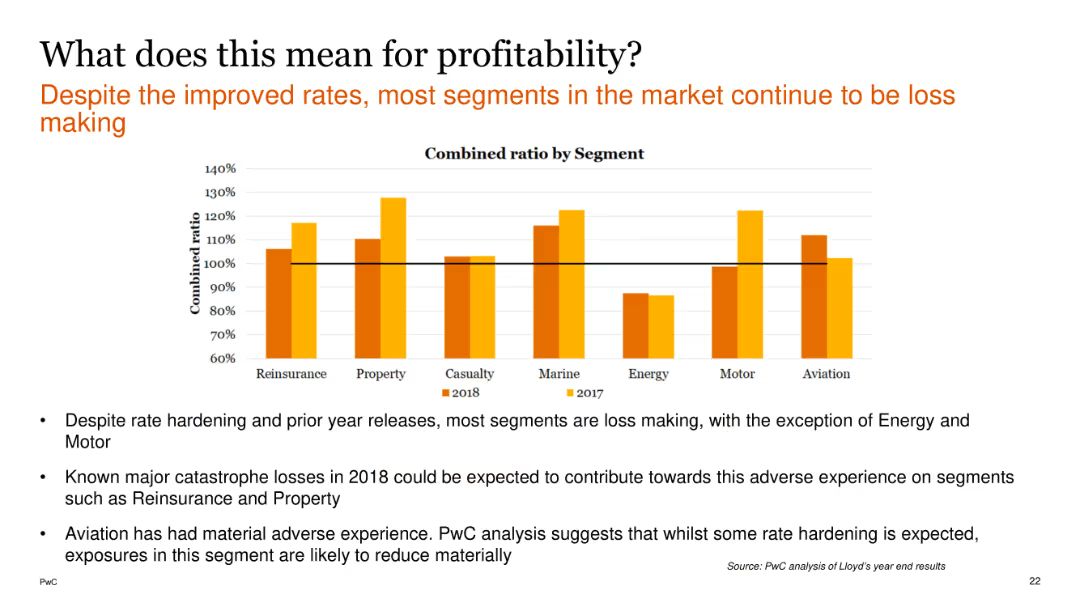 What does this mean for profitability?
Despite the improved rates, most segments in the market continue to be loss
making
Combined ratio by Segment
140%
130%
120%
110%
100%
90%
80%
70%
60%
Combined ratio
Reinsurance Property Casualty Marine Energy Motor Aviation
2018 2017
• Despite rate hardening and prior year releases, most segments are loss making, with the exception of Energy and
Motor
• Known major catastrophe losses in 2018 could be expected to contribute towards this adverse experience on segments
such as Reinsurance and Property
• Aviation has had material adverse experience. PwC analysis suggests that whilst some rate hardening is expected,
exposures in this segment are likely to reduce materially
Source: PwC analysis of Lloyd's year end results
PwC
22